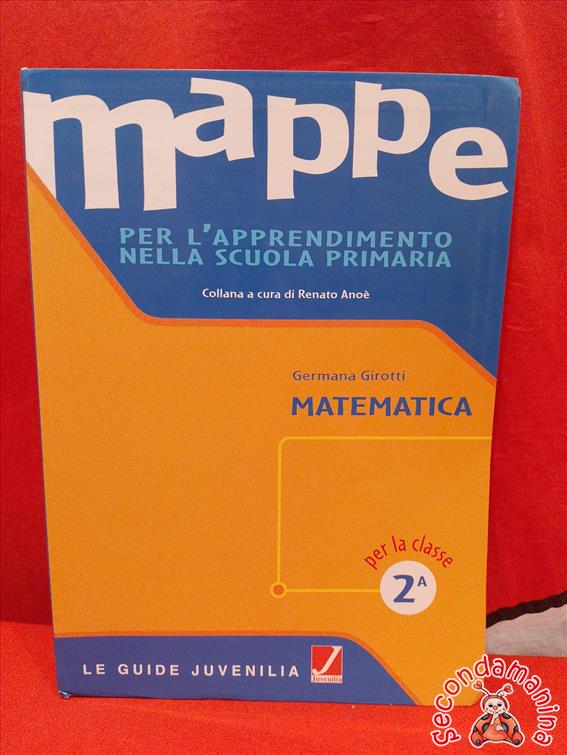 mappe
PER L'APPRENDIMENTO
NELLA SCUOLA PRIMARIA
Collana a cura di Renato Anoè
Germana Girotti
MATEMATICA
per la classe
2A
LE GUIDE JUVENILIA
J
Juvenilia
secondamanina